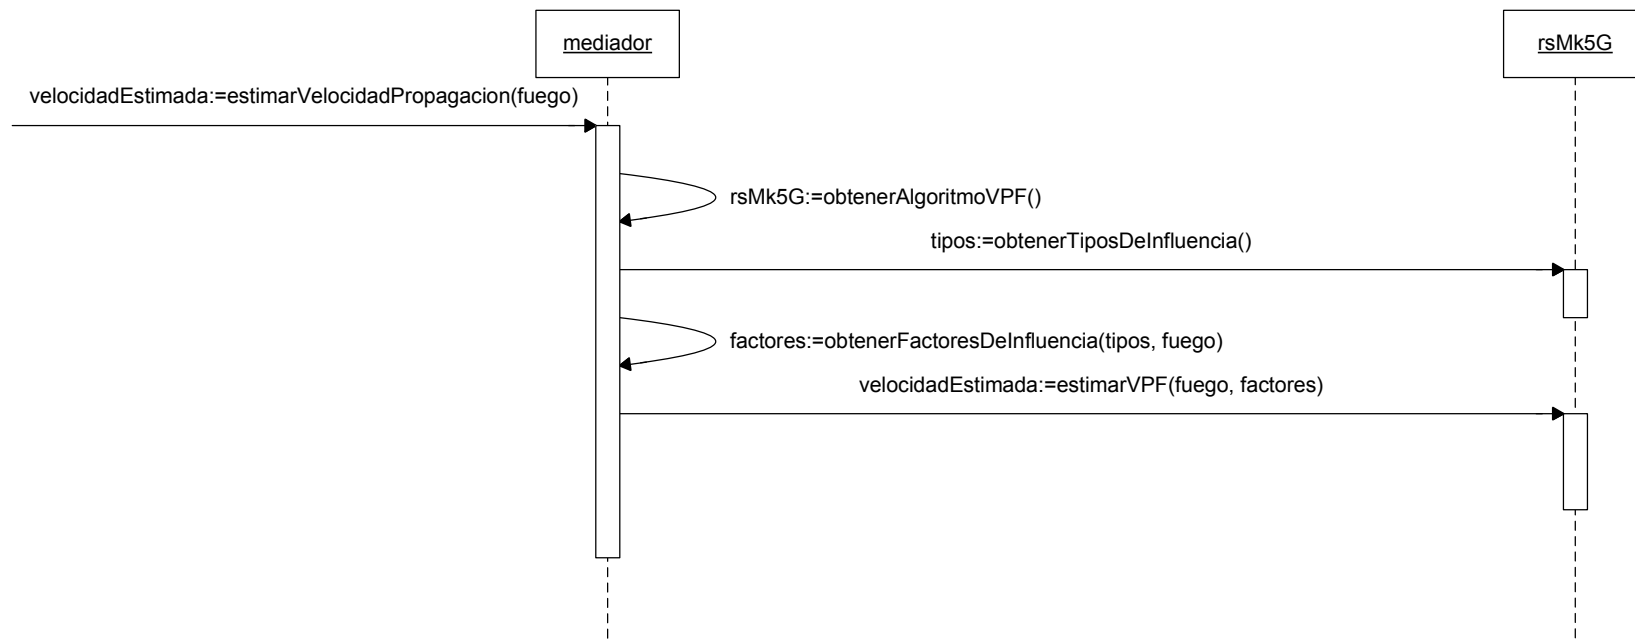 mediador
rsMk5G
velocidadEstimada:=estimarVelocidadPropagacion(fuego)
rsMk5G:=obtenerAlgoritmoVPF()
tipos:=obtenerTiposDeInfluencia()
factores:=obtenerFactoresDeInfluencia(tipos, fuego)
velocidadEstimada:=estimarVPF(fuego, factores)